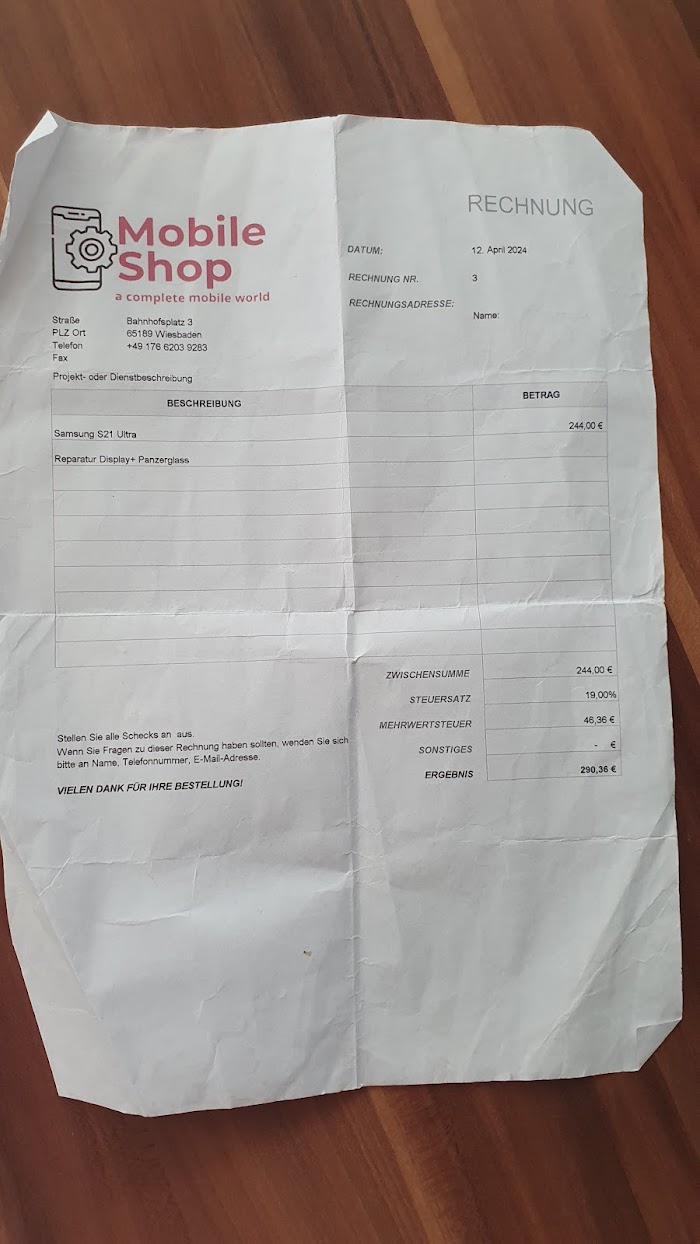 RECHNUNG
Mobile
Shop
a complete mobile world
DATUM: 12. April 2024
RECHNUNG NR. 3
RECHNUNGSADRESSE:
Name:
Straße Bahnhofsplatz 3
PLZ Ort 65189 Wiesbaden
Telefon +49 176 6203 9283
Fax
Projekt- oder Dienstbeschreibung
BESCHREIBUNG BETRAG
Samsung S21 Ultra 244,00 €
Reparatur Display+ Panzerglass
ZWISCHENSUMME 244,00 €
STEUERSATZ 19,00%
MEHRWERTSTEUER 46,36 €
SONSTIGES - €
ERGEBNIS 290,36 €
Stellen Sie alle Schecks an aus.
Wenn Sie Fragen zu dieser Rechnung haben sollten, wenden Sie sich
bitte an Name, Telefonnummer, E-Mail-Adresse.
VIELEN DANK FÜR IHRE BESTELLUNG!